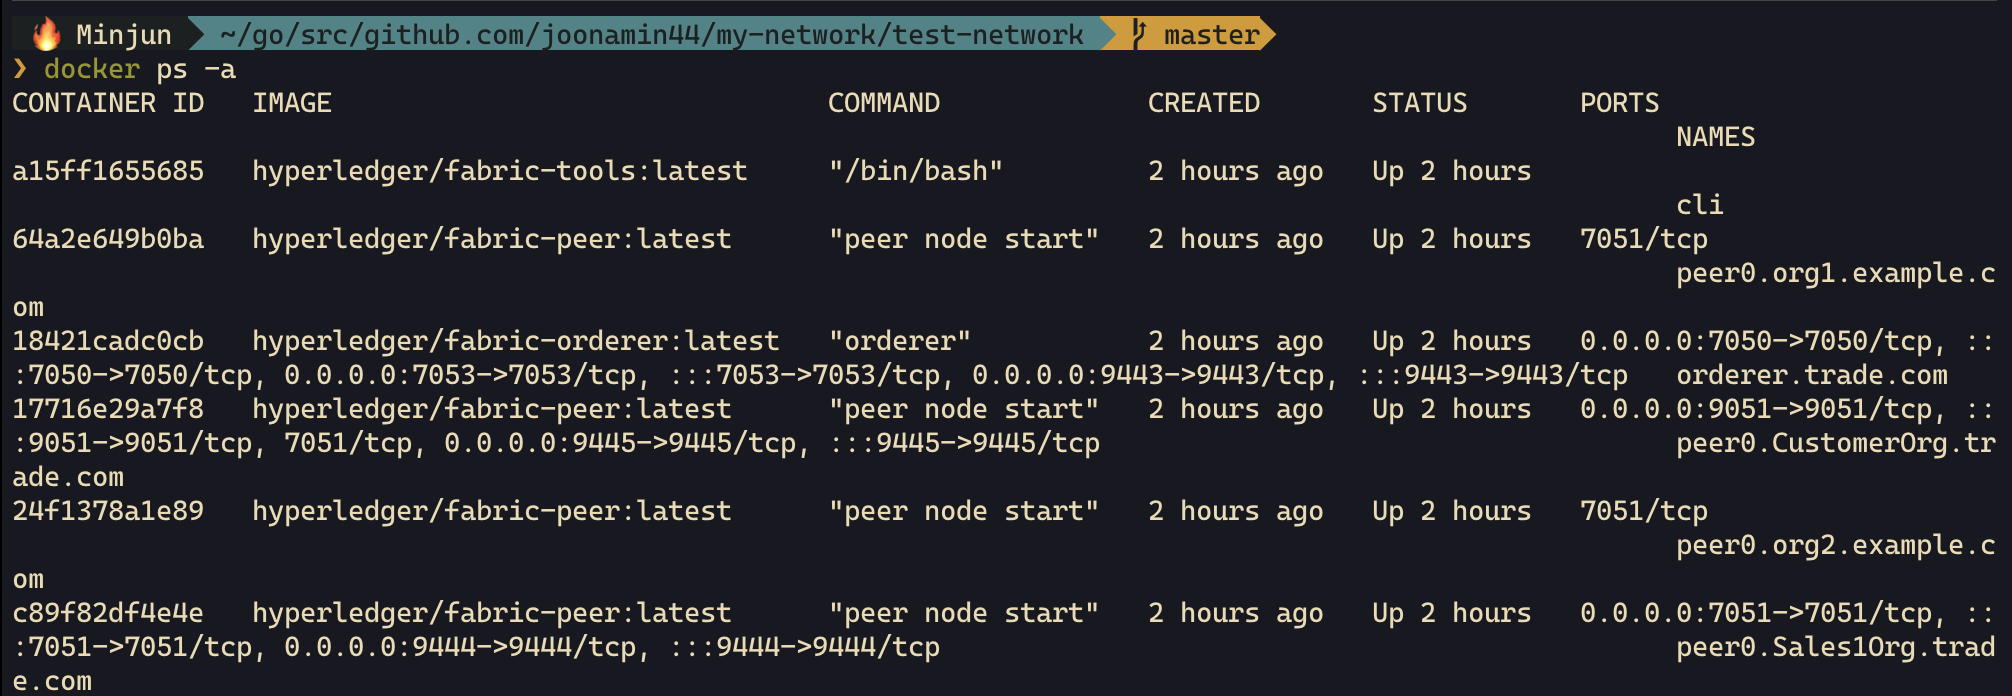 Minjun ~/go/src/github.com/joonamin44/my-network/test-network master
❯ docker ps -a
CONTAINER ID IMAGE COMMAND CREATED STATUS PORTS
NAMES
a15ff1655685 hyperledger/fabric-tools:latest "/bin/bash" 2 hours ago Up 2 hours
cli
64a2e649b0ba hyperledger/fabric-peer:latest "peer node start" 2 hours ago Up 2 hours 7051/tcp
peer0.org1.example.c
om
18421cadc0cb hyperledger/fabric-orderer:latest "orderer" 2 hours ago Up 2 hours 0.0.0.0:7050->7050/tcp, ::
:7050->7050/tcp, 0.0.0.0:7053->7053/tcp, :::7053->7053/tcp, 0.0.0.0:9443->9443/tcp, :::9443->9443/tcp orderer.trade.com
17716e29a7f8 hyperledger/fabric-peer:latest "peer node start" 2 hours ago Up 2 hours 0.0.0.0:9051->9051/tcp, ::
:9051->9051/tcp, 7051/tcp, 0.0.0.0:9445->9445/tcp, :::9445->9445/tcp peer0.CustomerOrg.tr
ade.com
24f1378a1e89 hyperledger/fabric-peer:latest "peer node start" 2 hours ago Up 2 hours 7051/tcp
peer0.org2.example.c
om
c89f82df4e4e hyperledger/fabric-peer:latest "peer node start" 2 hours ago Up 2 hours 0.0.0.0:7051->7051/tcp, ::
:7051->7051/tcp, 0.0.0.0:9444->9444/tcp, :::9444->9444/tcp peer0.Sales1Org.trad
e.com